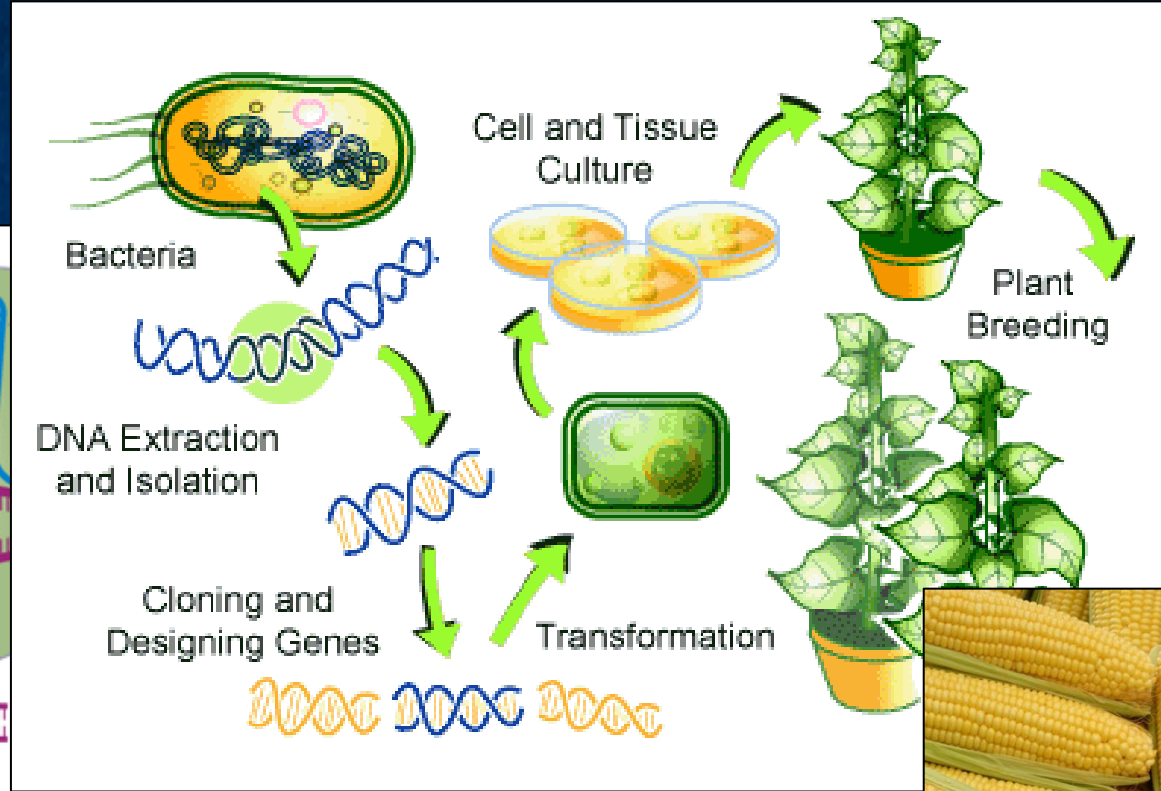 Bacteria
DNA Extraction
and Isolation
Cloning and
Designing Genes
Transformation
Cell and Tissue
Culture
Plant
Breeding